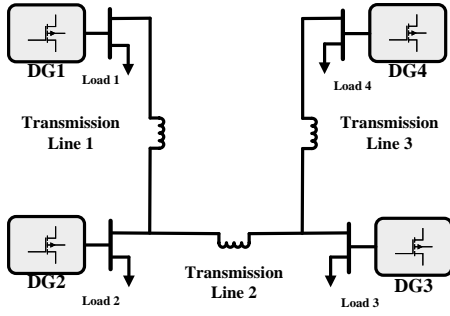 DG1
Load 1
DG4
Load 4
Transmission
Line 1
Transmission
Line 3
DG2
Load 2
Transmission
Line 2
DG3
Load 3